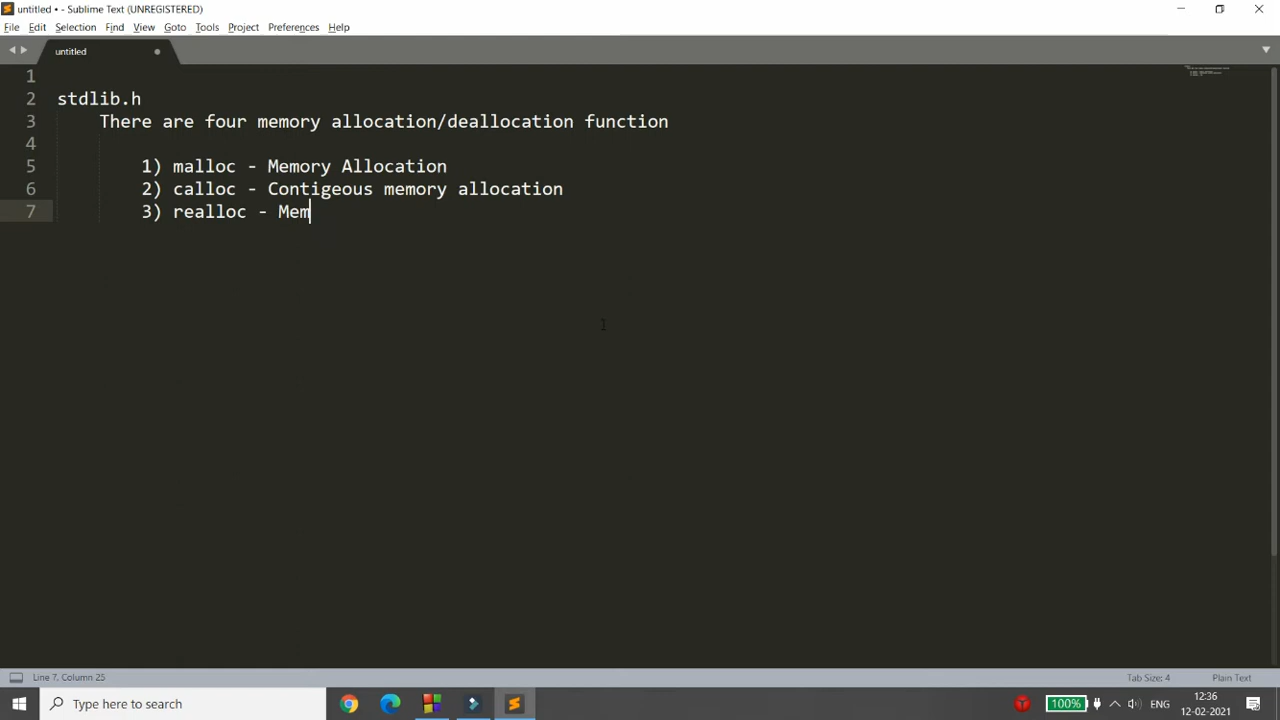 untitled • - Sublime Text (UNREGISTERED)
File Edit Selection Find View Goto Tools Project Preferences Help
untitled
1
2 stdlib.h
3 There are four memory allocation/deallocation function
4
5 1) malloc - Memory Allocation
6 2) calloc - Contigeous memory allocation
7 3) realloc - Mem
Line 7, Column 25 Tab Size; 4 Plain Text
Type here to search 100% ENG 12:36
12-02-2021